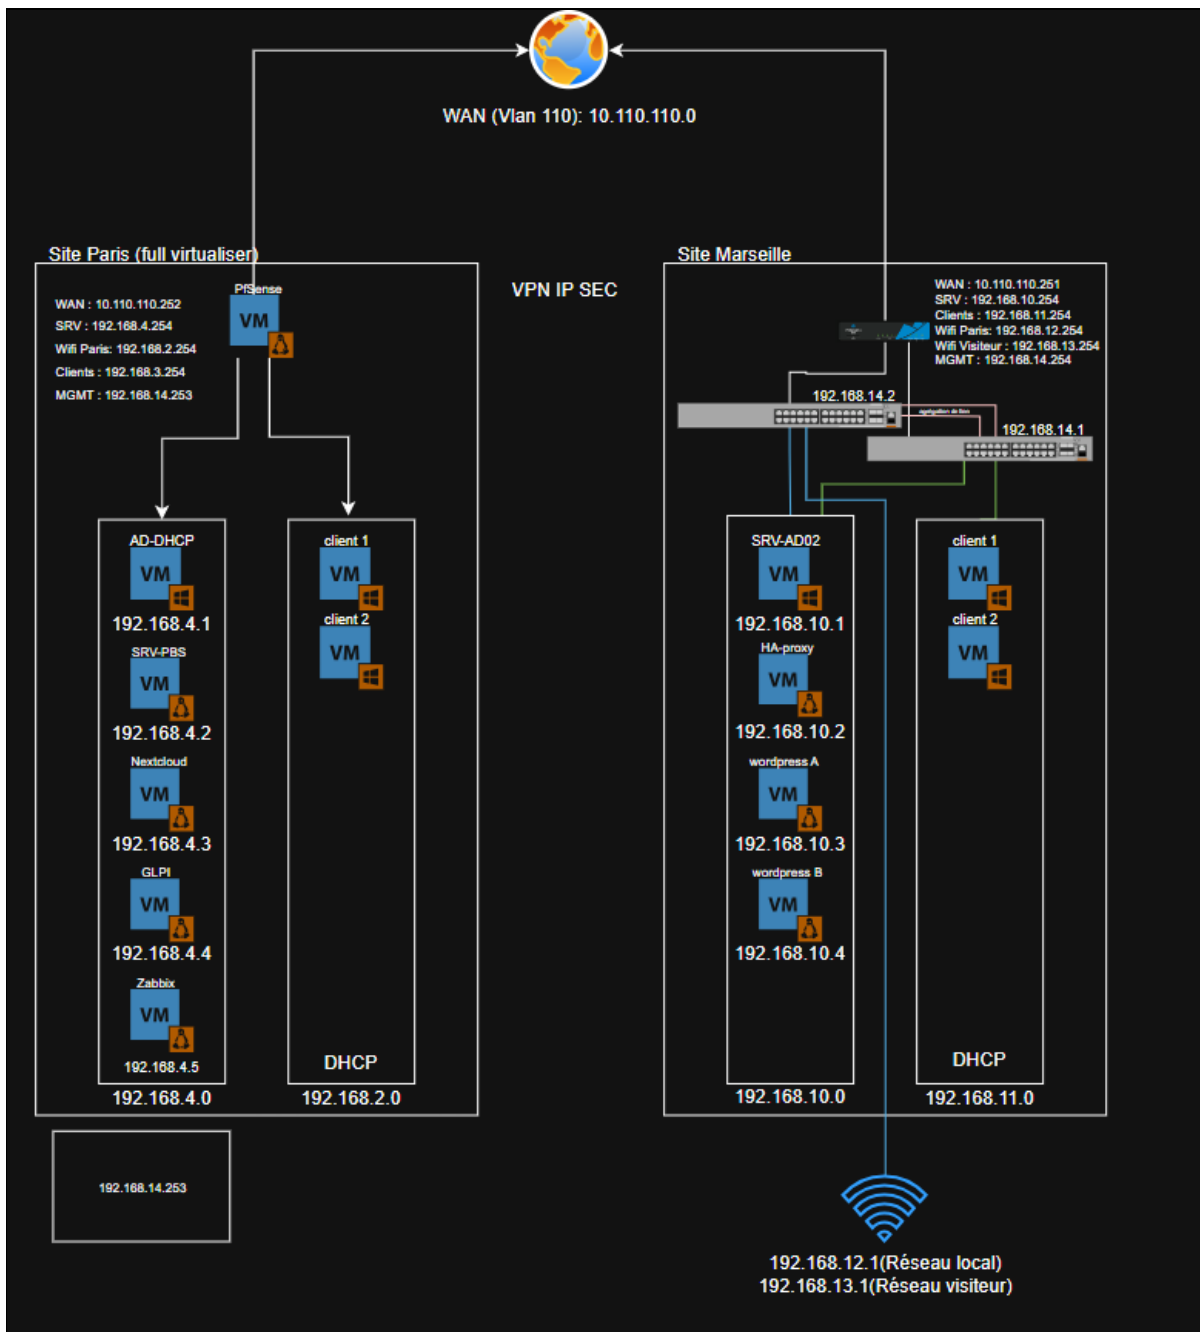 WAN (Vlan 110): 10.110.110.0
Site Paris (full virtualiser)
PfSense
VM
WAN : 10.110.110.252
SRV : 192.168.4.254
Wifi Paris: 192.168.2.254
Clients : 192.168.3.254
MGMT : 192.168.14.253
AD-DHCP
VM
192.168.4.1
SRV-PBS
VM
192.168.4.2
Nextcloud
VM
192.168.4.3
GLPI
VM
192.168.4.4
Zabbix
VM
192.168.4.5
192.168.4.0
client 1
VM
client 2
VM
DHCP
192.168.2.0
192.168.14.253
VPN IP SEC
Site Marseille
WAN : 10.110.110.251
SRV : 192.168.10.254
Clients : 192.168.11.254
Wifi Paris: 192.168.12.254
Wifi Visiteur : 192.168.13.254
MGMT : 192.168.14.254
192.168.14.2
agrégation de lien
192.168.14.1
SRV-AD02
VM
192.168.10.1
HA-proxy
VM
192.168.10.2
wordpress A
VM
192.168.10.3
wordpress B
VM
192.168.10.4
192.168.10.0
client 1
VM
client 2
VM
DHCP
192.168.11.0
192.168.12.1(Réseau local)
192.168.13.1(Réseau visiteur)